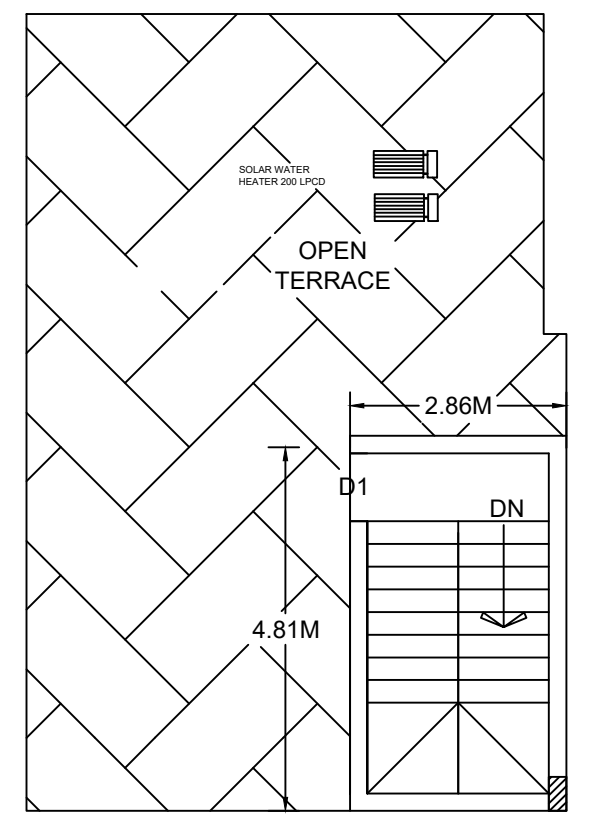 SOLAR WATER
HEATER 200 LPCD
OPEN
TERRACE
2.86M
D1
DN
4.81M